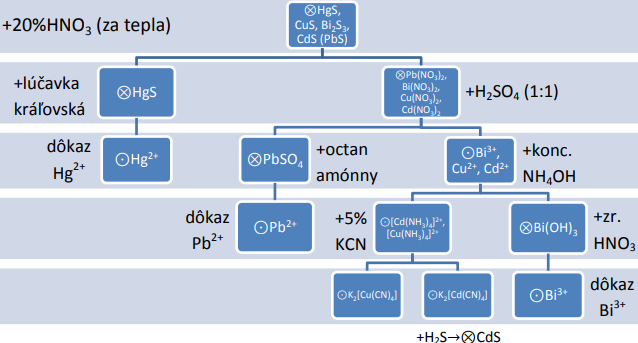 +20%HNO₃ (za tepla)
⊗HgS,
CuS, Bi₂S₃,
CdS (PbS)
+lúčavka
kráľovská
⊗HgS
⊗Pb(NO₃)₂,
Bi(NO₃)₂,
Cu(NO₃)₂,
Cd(NO₃)₂
+H₂SO₄ (1:1)
dôkaz
Hg²⁺
⊙Hg²⁺
⊗PbSO₄
+octan
amónny
⊙Bi³⁺,
Cu²⁺, Cd²⁺
+konc.
NH4OH
dôkaz
Pb²⁺
⊙Pb²⁺
+5%
KCN
⊙[Cd(NH₃)₄]²⁺,
[Cu(NH₃)₄]²⁺
⊗Bi(OH)₃
+zr.
HNO₃
⊙K₂[Cu(CN)₄]
⊙K₂[Cd(CN)₄]
⊙Bi³⁺
dôkaz
Bi³⁺
+H₂S→⊗CdS